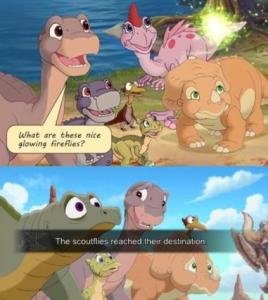 What are these nice
glowing fireflies?
The scoutflies reached their destination.